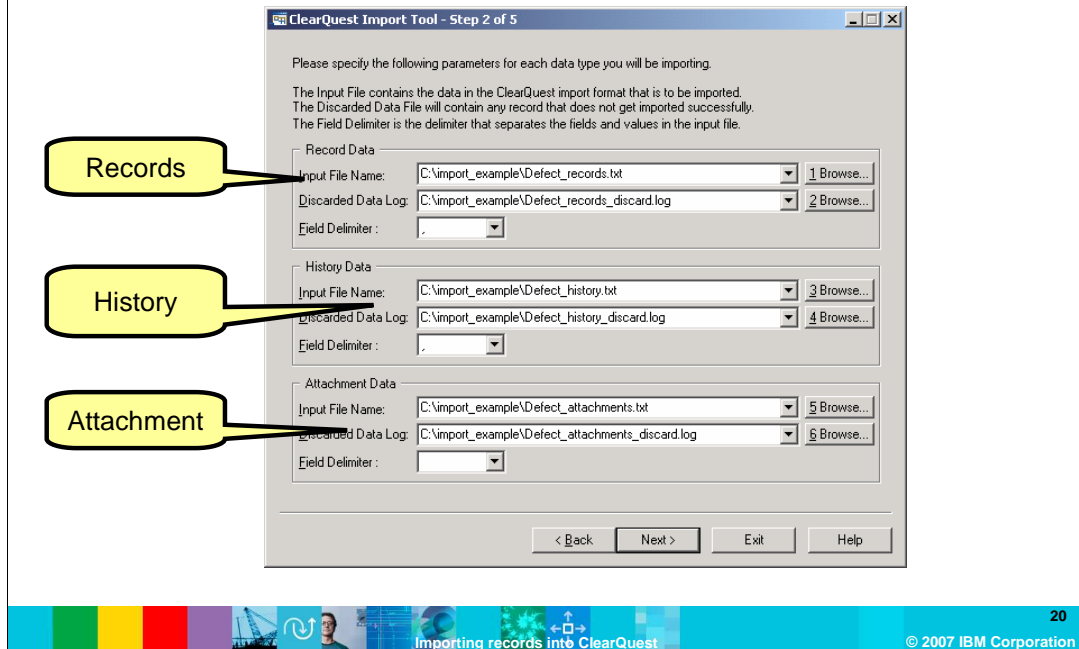 ClearQuest Import Tool - Step 2 of 5
Please specify the following parameters for each data type you will be importing.
The Input File contains the data in the ClearQuest import format that is to be imported.
The Discarded Data File will contain any record that does not get imported successfully.
The Field Delimiter is the delimiter that separates the fields and values in the input file.
Records
Record Data
Input File Name: C:\import_example\Defect_records.txt 1 Browse...
Discarded Data Log: C:\import_example\Defect_records_discard.log 2 Browse...
Field Delimiter : ,
History
History Data
Input File Name: C:\import_example\Defect_history.txt 3 Browse...
Discarded Data Log: C:\import_example\Defect_history_discard.log 4 Browse...
Field Delimiter : ,
Attachment
Attachment Data
Input File Name: C:\import_example\Defect_attachments.txt 5 Browse...
Discarded Data Log: C:\import_example\Defect_attachments_discard.log 6 Browse...
Field Delimiter :
< Back Next > Exit Help
20
Importing records into ClearQuest
© 2007 IBM Corporation